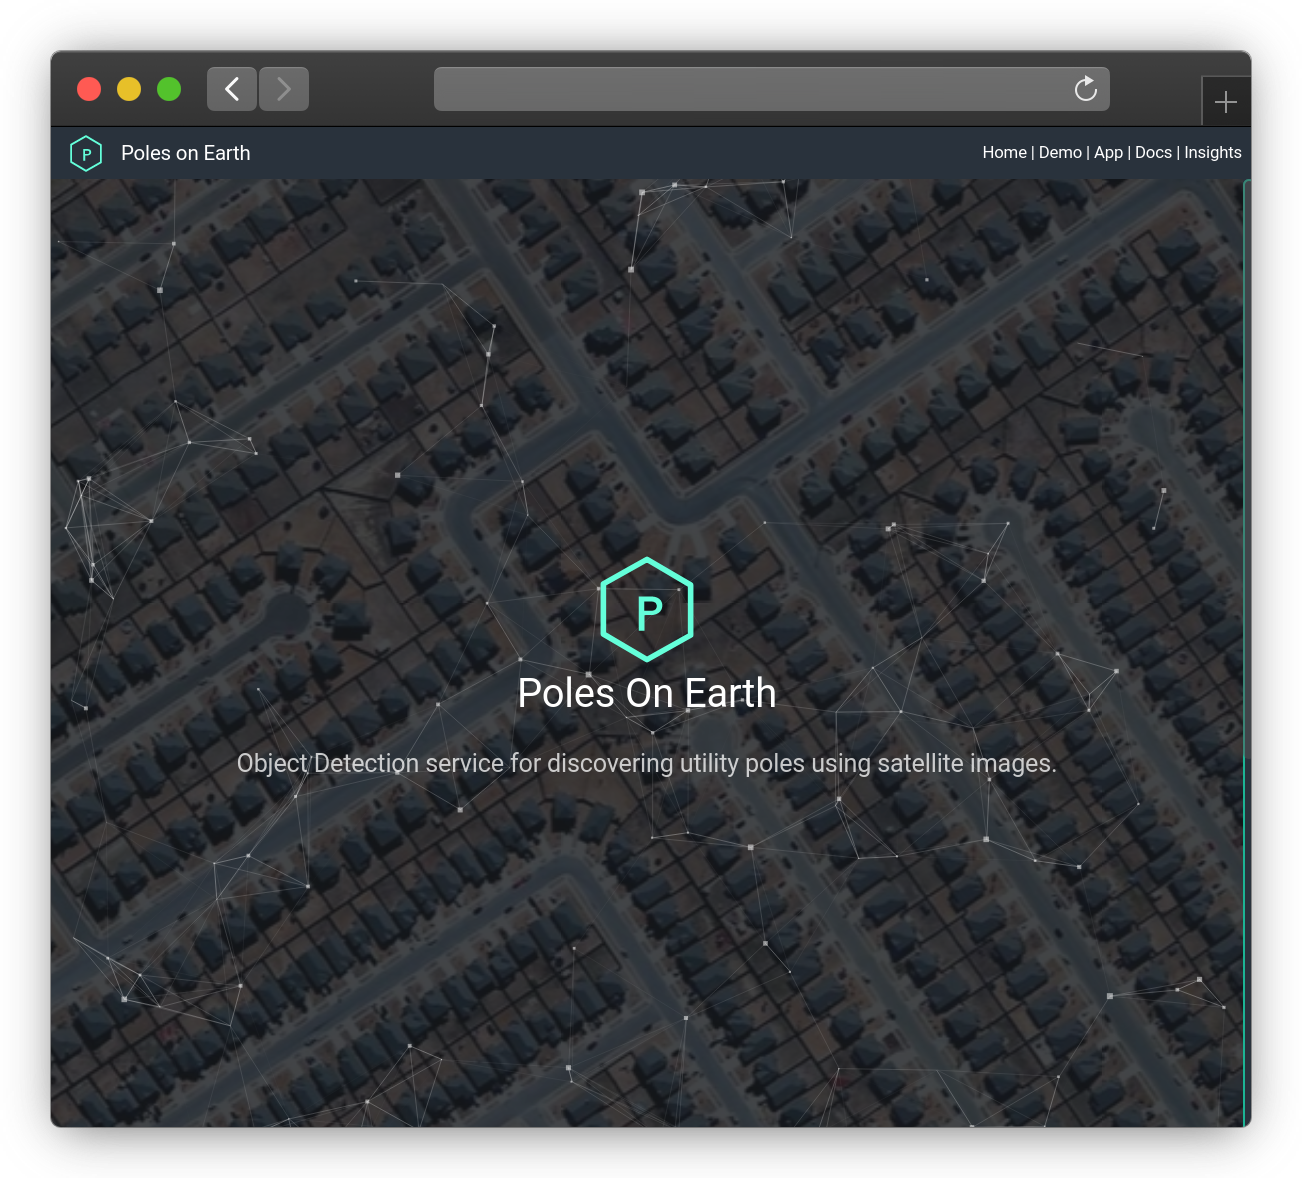 P
Poles on Earth
Home | Demo | App | Docs | Insights
P
Poles On Earth
Object Detection service for discovering utility poles using satellite images.